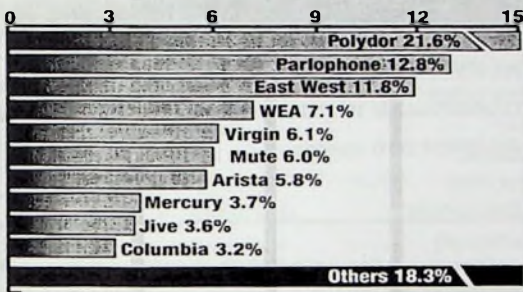 0 3 6 9 12 15
Polydor 21.6%
Parlophone 12.8%
East West 11.8%
WEA 7.1%
Virgin 6.1%
Mute 6.0%
Arista 5.8%
Mercury 3.7%
Jive 3.6%
Columbia 3.2%
Others 18.3%